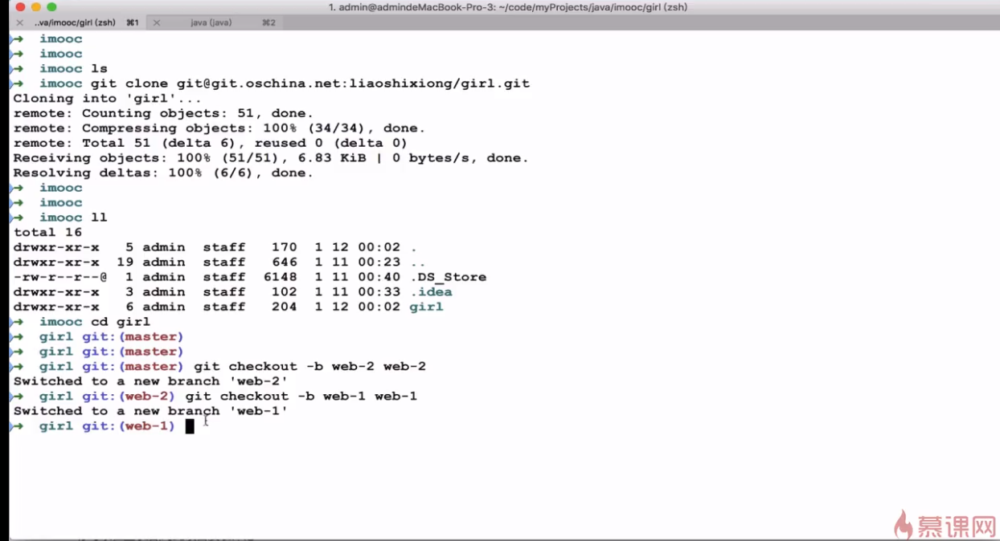 1. admin@admindeMacBook-Pro-3: ~/code/myProjects/java/imooc/girl (zsh)
..va/imooc/girl (zsh) ⌘1 java (java) ⌘2
➜ imooc
➜ imooc
➜ imooc ls
➜ imooc git clone git@git.oschina.net:liaoshixiong/girl.git
Cloning into 'girl'...
remote: Counting objects: 51, done.
remote: Compressing objects: 100% (34/34), done.
remote: Total 51 (delta 6), reused 0 (delta 0)
Receiving objects: 100% (51/51), 6.83 KiB | 0 bytes/s, done.
Resolving deltas: 100% (6/6), done.
➜ imooc
➜ imooc
➜ imooc ll
total 16
drwxr-xr-x 5 admin staff 170 1 12 00:02 .
drwxr-xr-x 19 admin staff 646 1 11 00:23 ..
-rw-r--r--@ 1 admin staff 6148 1 11 00:40 .DS_Store
drwxr-xr-x 3 admin staff 102 1 11 00:33 .idea
drwxr-xr-x 6 admin staff 204 1 12 00:02 girl
➜ imooc cd girl
➜ girl git:(master)
➜ girl git:(master)
➜ girl git:(master) git checkout -b web-2 web-2
Switched to a new branch 'web-2'
➜ girl git:(web-2) git checkout -b web-1 web-1
Switched to a new branch 'web-1'
➜ girl git:(web-1)
慕课网